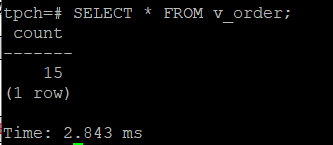 tpch=# SELECT * FROM v_order;
count
-------
15
(1 row)
Time: 2.843 ms